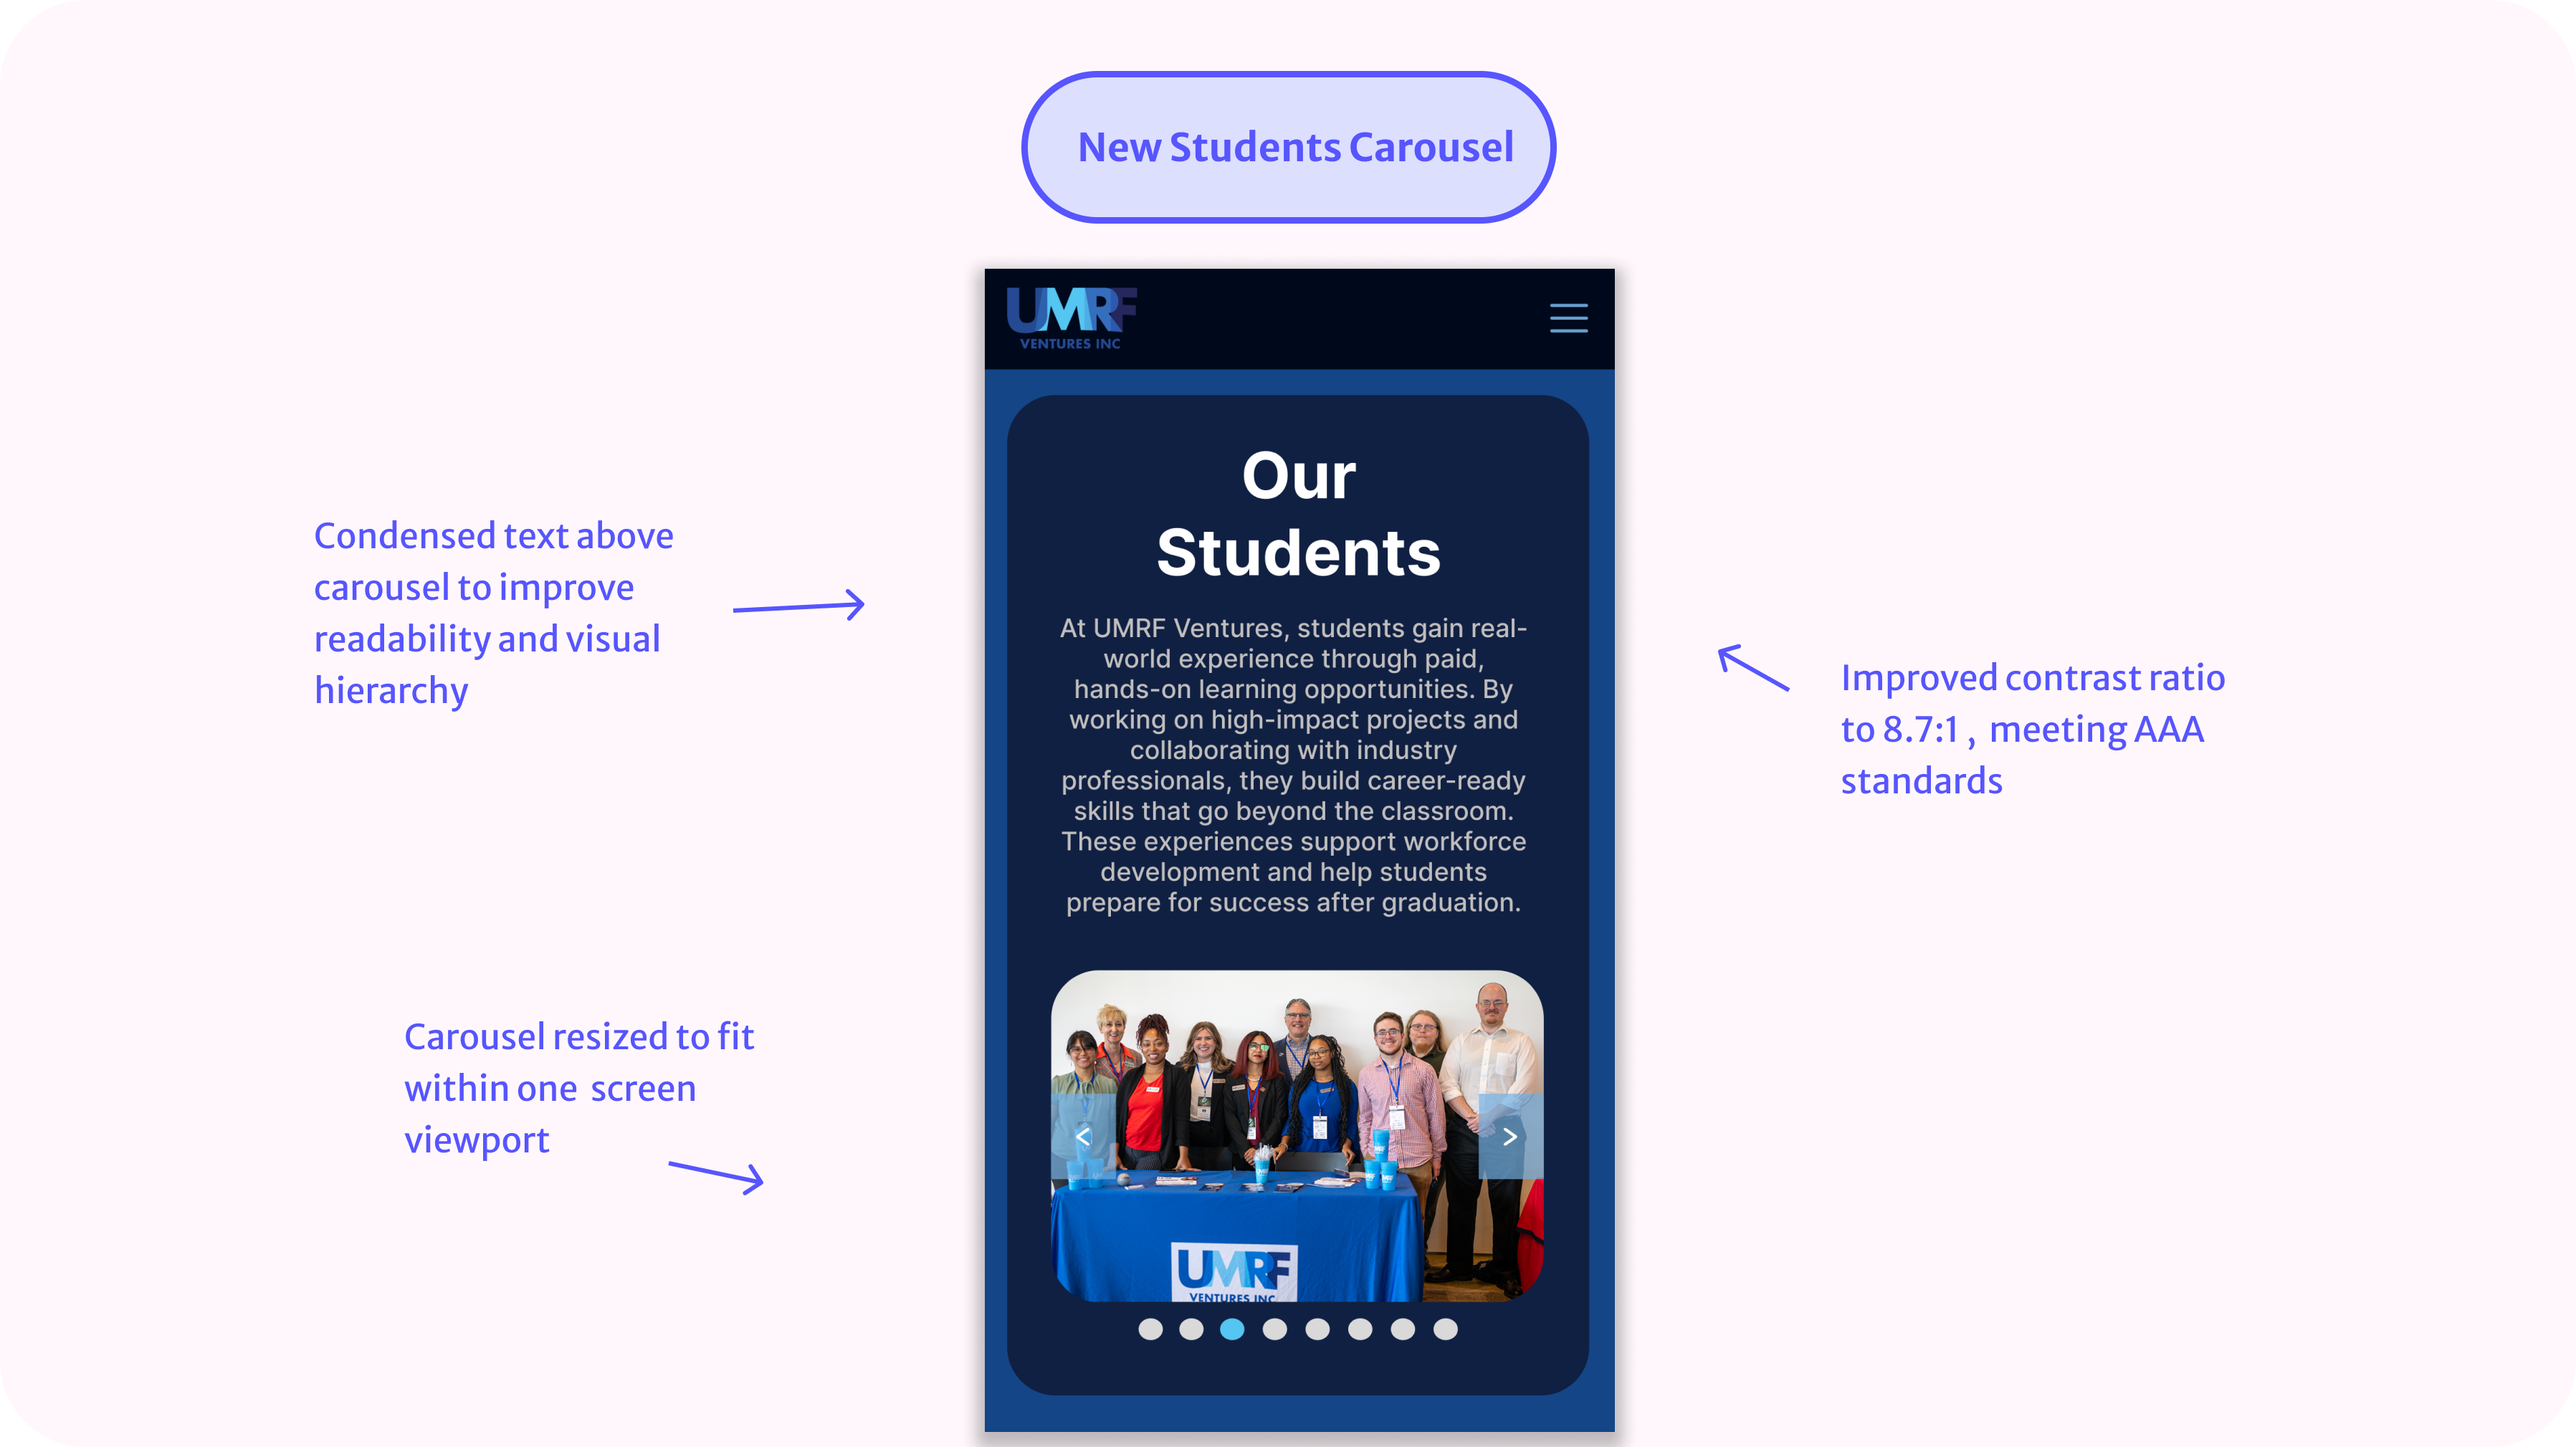 New Students Carousel
UMRF
VENTURES INC
Our
Students
At UMRF Ventures, students gain real-
world experience through paid,
hands-on learning opportunities. By
working on high-impact projects and
collaborating with industry
professionals, they build career-ready
skills that go beyond the classroom.
These experiences support workforce
development and help students
prepare for success after graduation.
<
>
UMRF
VENTURES INC
Condensed text above
carousel to improve
readability and visual
hierarchy
Improved contrast ratio
to 8.7:1 , meeting AAA
standards
Carousel resized to fit
within one screen
viewport